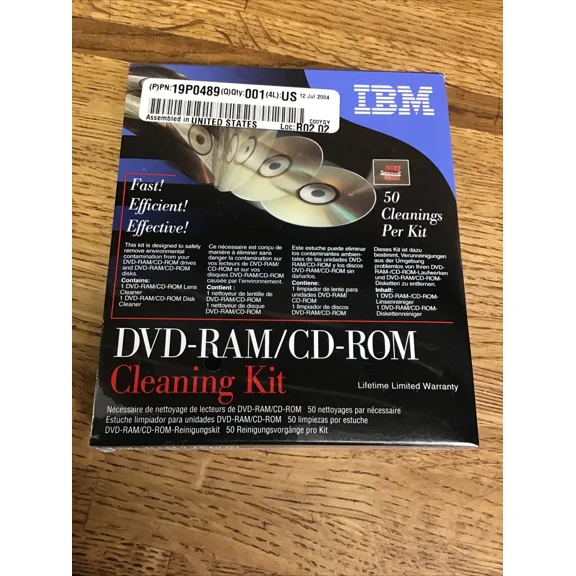 (P)PN:19P0489(Q)Qty:001(4L):US 12 Jul 2004
C00YGY
Assembled in UNITED STATES Loc: R02 02
IBM
Fast!
Efficient!
Effective!
50
Cleanings
Per Kit
This kit is designed to safely
remove environmental
contamination from your
DVD-RAM/CD-ROM drives
and DVD-RAM/CD-ROM
disks.
Contains:
1 DVD-RAM/CD-ROM Lens
Cleaner
1 DVD-RAM/CD-ROM Disk
Cleaner
Ce nécessaire est conçu de
manière à éliminer sans
danger la contamination sur
vos lecteurs de DVD-RAM/
CD-ROM et sur vos
disques DVD-RAM/CD-ROM
causée par l'environnement.
Contient:
1 nettoyeur de lentille de
DVD-RAM/CD-ROM
1 nettoyeur de disque
DVD-RAM/CD-ROM
Este estuche puede eliminar
los contaminantes ambien-
tales de las unidades DVD-
RAM/CD-ROM y los discos
DVD-RAM/CD-ROM sin
dañarlos.
Contiene:
1 limpiador de lente para
unidades DVD-RAM/
CD-ROM
1 limpiador de discos
DVD-RAM/CD-ROM
Dieses Kit ist dazu
bestimmt, Verunreinigungen
aus der Umgebung
problemlos von Ihren DVD-
RAM-/CD-ROM-Laufwerken
und DVD-RAM/CD-ROM-
Disketten zu entfernen.
Inhalt:
1 DVD-RAM-/CD-ROM-
Linsenreiniger
1 DVD-RAM/CD-ROM-
Diskettenreiniger
DVD-RAM/CD-ROM
Cleaning Kit
Lifetime Limited Warranty
Nécessaire de nettoyage de lecteurs de DVD-RAM/CD-ROM 50 nettoyages par nécessaire
Estuche limpiador para unidades DVD-RAM/CD-ROM 50 limpiezas por estuche
DVD-RAM/CD-ROM-Reinigungskit 50 Reinigungsvorgänge pro Kit